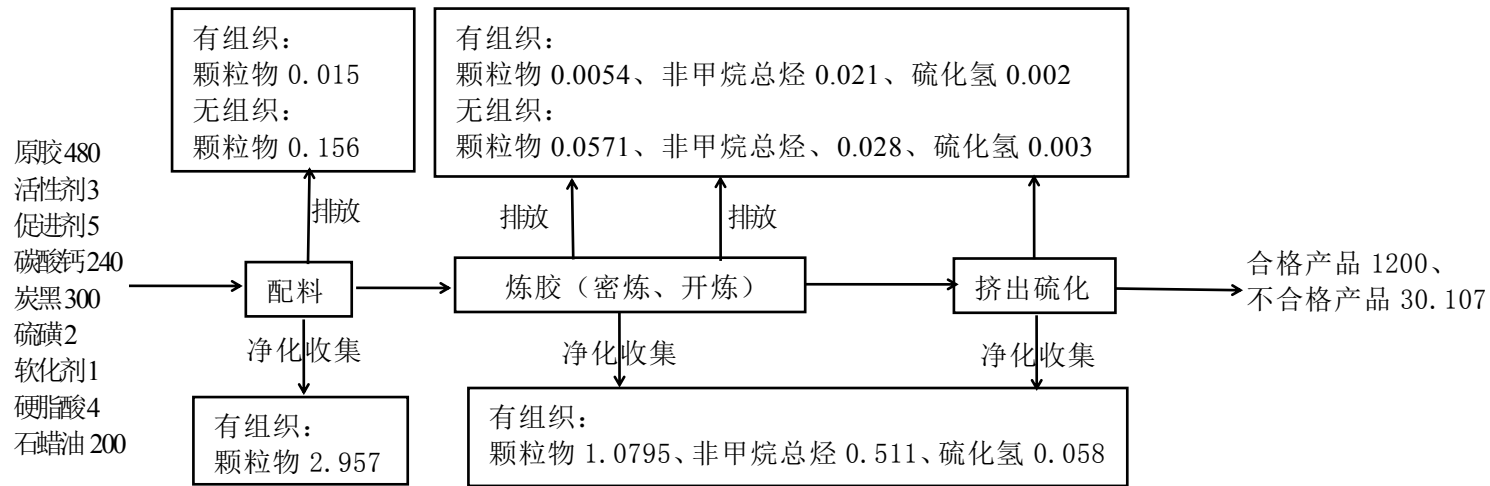 有组织：
颗粒物 0.015
无组织：
颗粒物 0.156
有组织：
颗粒物 0.0054、非甲烷总烃 0.021、硫化氢 0.002
无组织：
颗粒物 0.0571、非甲烷总烃、0.028、硫化氢 0.003
原胶480
活性剂3
促进剂5
碳酸钙240
炭黑300
硫磺2
软化剂1
硬脂酸4
石蜡油200
排放
排放
排放
配料
炼胶（密炼、开炼）
挤出硫化
合格产品 1200、
不合格产品 30.107
净化收集
净化收集
净化收集
有组织：
颗粒物 2.957
有组织：
颗粒物 1.0795、非甲烷总烃 0.511、硫化氢 0.058